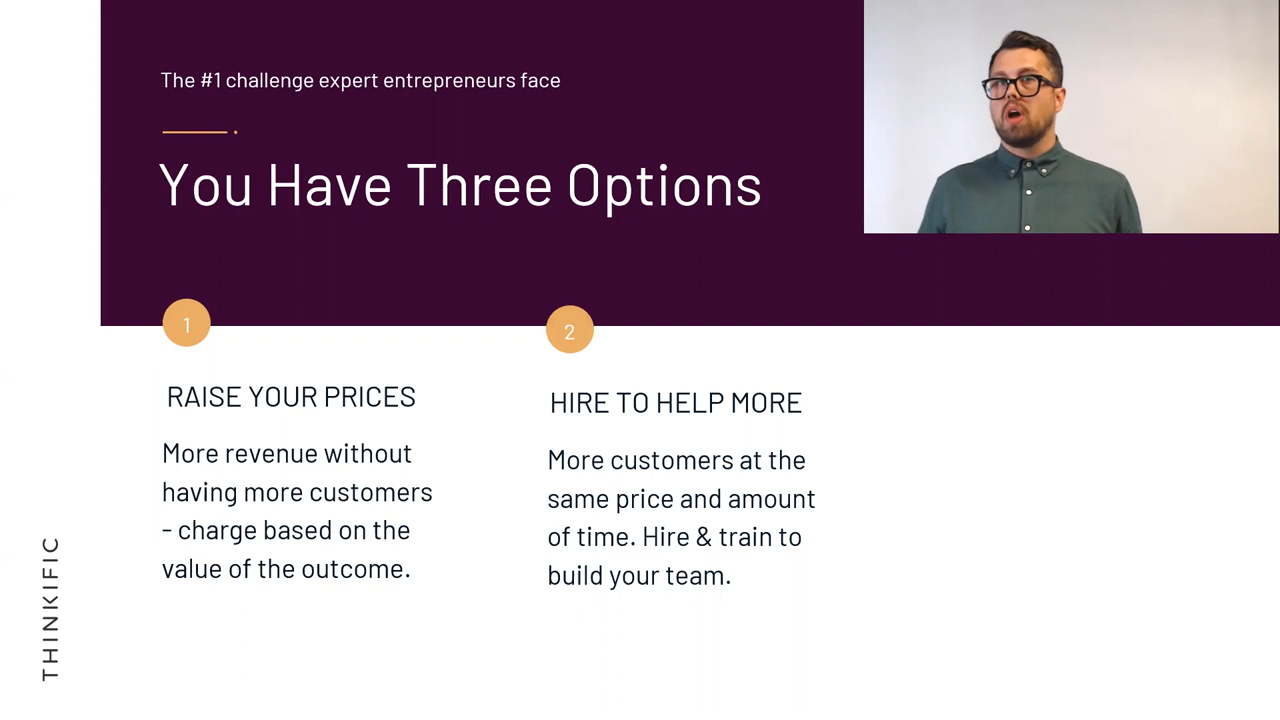 The #1 challenge expert entrepreneurs face
You Have Three Options
1
RAISE YOUR PRICES
More revenue without
having more customers
- charge based on the
value of the outcome.
2
HIRE TO HELP MORE
More customers at the
same price and amount
of time. Hire & train to
build your team.
THINKIFIC